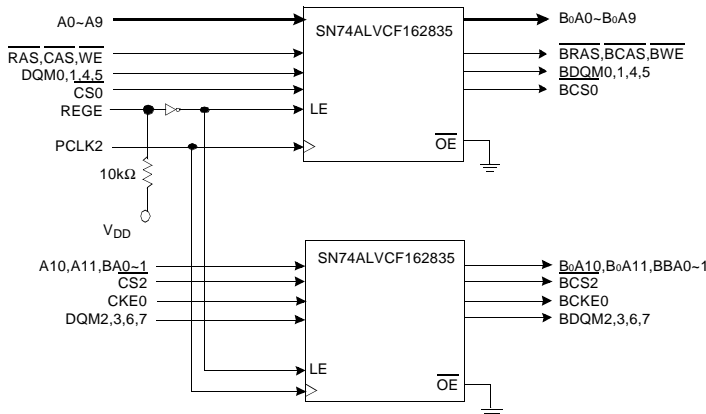 A0~A9
SN74ALVCF162835
B₀A0~B₀A9
RAS,CAS,WE
BRAS,BCAS,BWE
DQM0,1,4,5
BDQM0,1,4,5
CS0
BCS0
REGE
LE
PCLK2
OE
10kΩ
VDD
SN74ALVCF162835
A10,A11,BA0~1
B₀A10,B₀A11,BBA0~1
CS2
BCS2
CKE0
BCKE0
DQM2,3,6,7
BDQM2,3,6,7
LE
OE